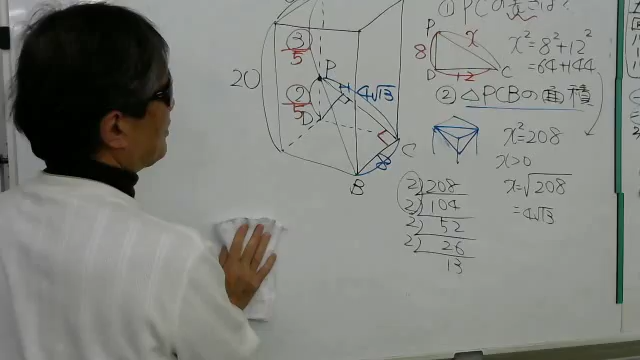 ① PCの長さは?
P
8
x
D
12
C
x²=8²+12²
=64+144
② △PCBの面積
x²=208
x>0
x=√208
=4√13
20
③
5
②
5
P
H
4√13
D
C
8
B
2) 208
2) 104
2) 52
2) 26
13